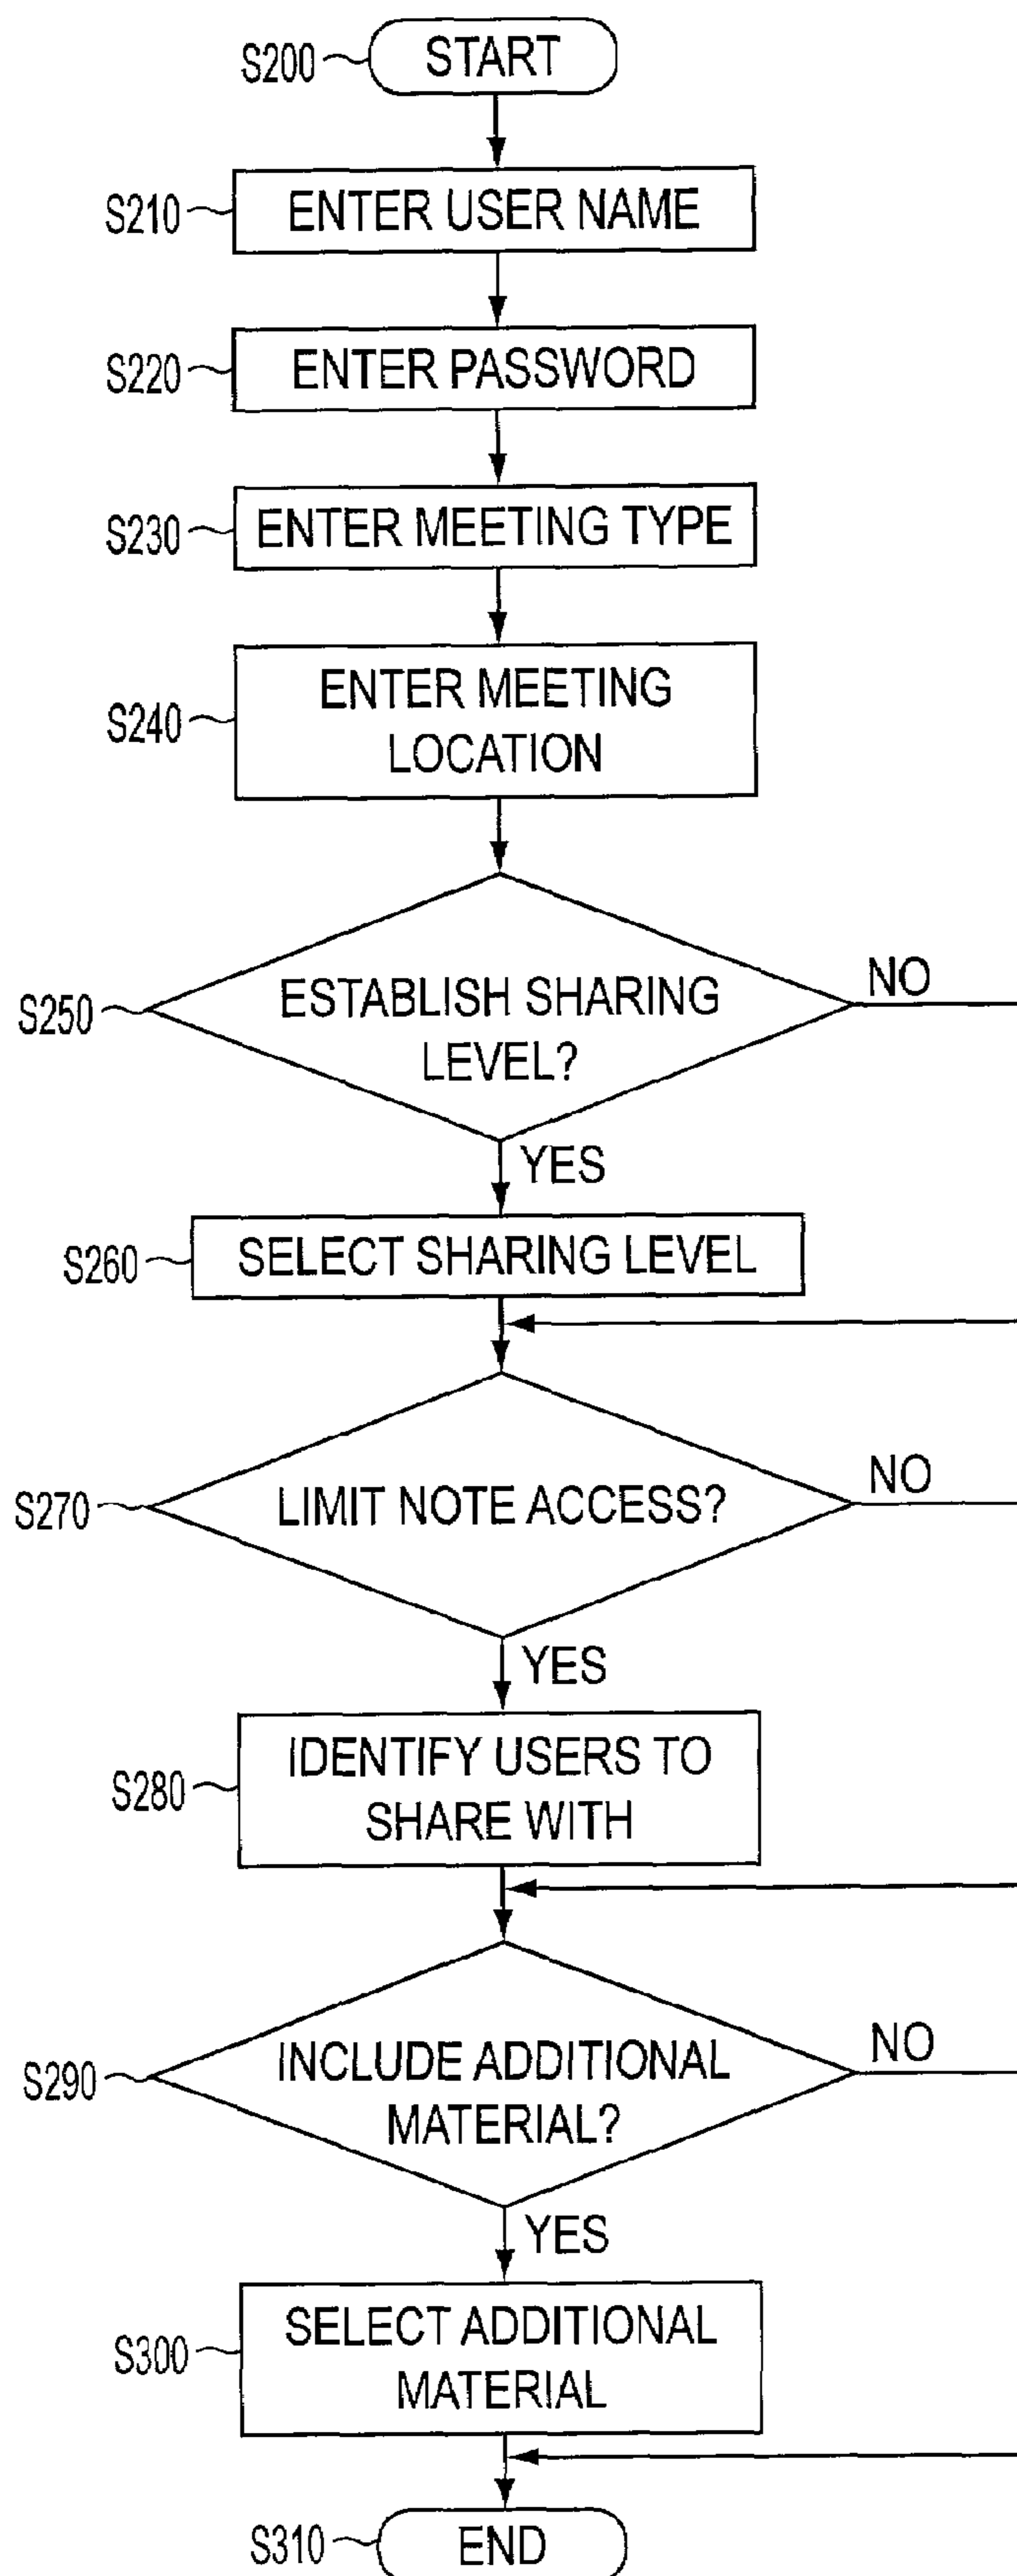 S200
START
S210
ENTER USER NAME
S220
ENTER PASSWORD
S230
ENTER MEETING TYPE
S240
ENTER MEETING
LOCATION
S250
ESTABLISH SHARING
LEVEL?
NO
YES
S260
SELECT SHARING LEVEL
S270
LIMIT NOTE ACCESS?
NO
YES
S280
IDENTIFY USERS TO
SHARE WITH
S290
INCLUDE ADDITIONAL
MATERIAL?
NO
YES
S300
SELECT ADDITIONAL
MATERIAL
S310
END